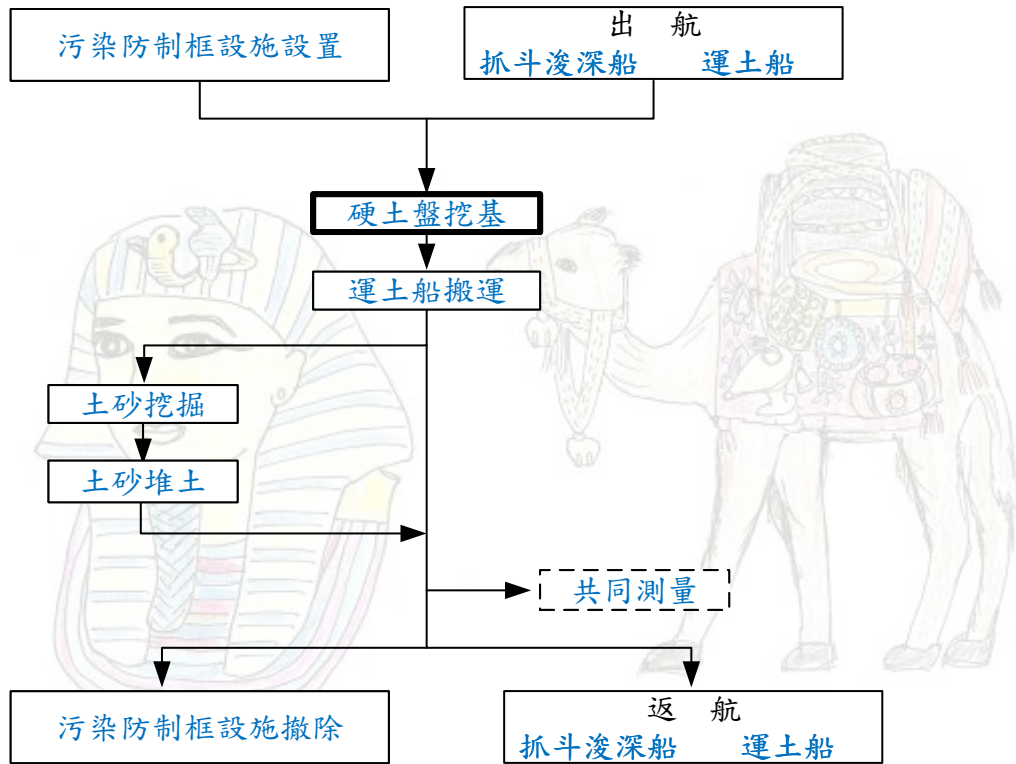 污染防制框設施設置
出 航
抓斗浚深船 運土船
硬土盤挖基
運土船搬運
土砂挖掘
土砂堆土
共同測量
污染防制框設施撤除
返 航
抓斗浚深船 運土船